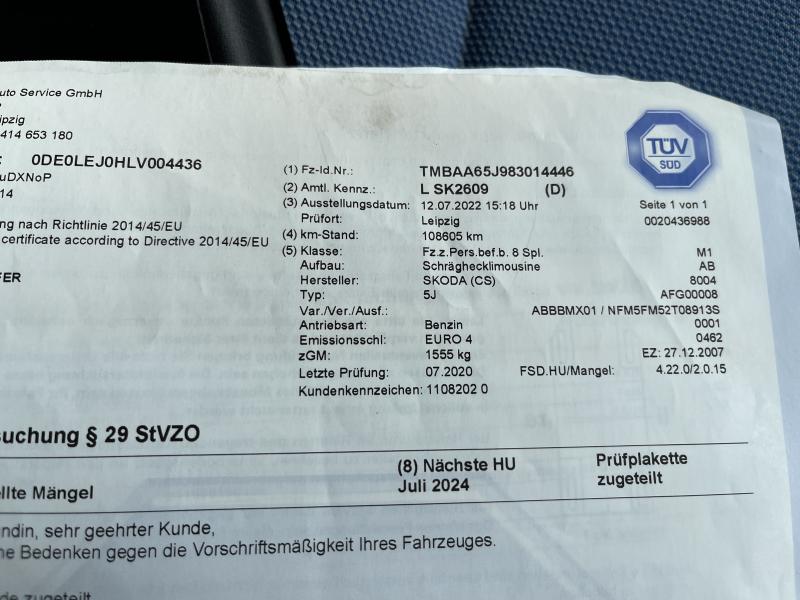 uto Service GmbH
ipzig
414 653 180
: 0DE0LEJ0HLV004436
uDXNoP
14
ng nach Richtlinie 2014/45/EU
certificate according to Directive 2014/45/EU
FER
TÜV
SÜD
(1) Fz-Id.Nr.: TMBAA65J983014446
(2) Amtl. Kennz.: L SK2609 (D)
(3) Ausstellungsdatum: 12.07.2022 15:18 Uhr Seite 1 von 1
Prüfort: Leipzig 0020436988
(4) km-Stand: 108605 km
(5) Klasse: Fz.z.Pers.bef.b. 8 Spl. M1
Aufbau: Schräghecklimousine AB
Hersteller: SKODA (CS) 8004
Typ: 5J AFG00008
Var./Ver./Ausf.: ABBBMX01 / NFM5FM52T08913S
Antriebsart: Benzin 0001
Emissionsschl: EURO 4 0462
zGM: 1555 kg EZ: 27.12.2007
Letzte Prüfung: 07.2020 FSD.HU/Mangel: 4.22.0/2.0.15
Kundenkennzeichen: 1108202 0
suchung § 29 StVZO
(8) Nächste HU Prüfplakette
ellte Mängel Juli 2024 zugeteilt
ndin, sehr geehrter Kunde,
ne Bedenken gegen die Vorschriftsmäßigkeit Ihres Fahrzeuges.
de zugeteilt